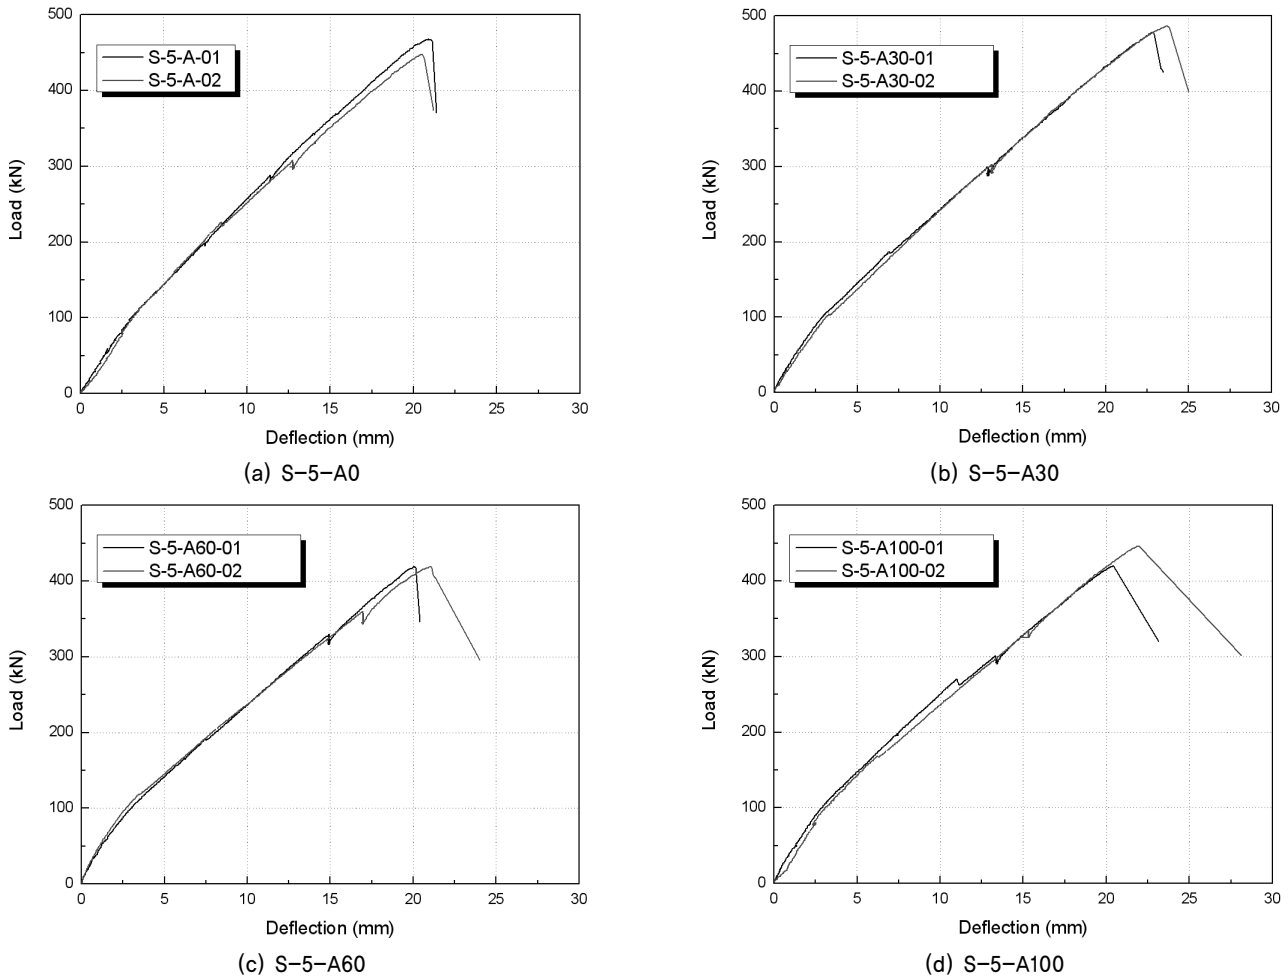 500
400
300
200
100
0
Load (kN)
S-5-A-01
S-5-A-02
0 5 10 15 20 25 30
Deflection (mm)
(a) S-5-A0
500
400
300
200
100
0
Load (kN)
S-5-A30-01
S-5-A30-02
0 5 10 15 20 25 30
Deflection (mm)
(b) S-5-A30
500
400
300
200
100
0
Load (kN)
S-5-A60-01
S-5-A60-02
0 5 10 15 20 25 30
Deflection (mm)
(c) S-5-A60
500
400
300
200
100
0
Load (kN)
S-5-A100-01
S-5-A100-02
0 5 10 15 20 25 30
Deflection (mm)
(d) S-5-A100